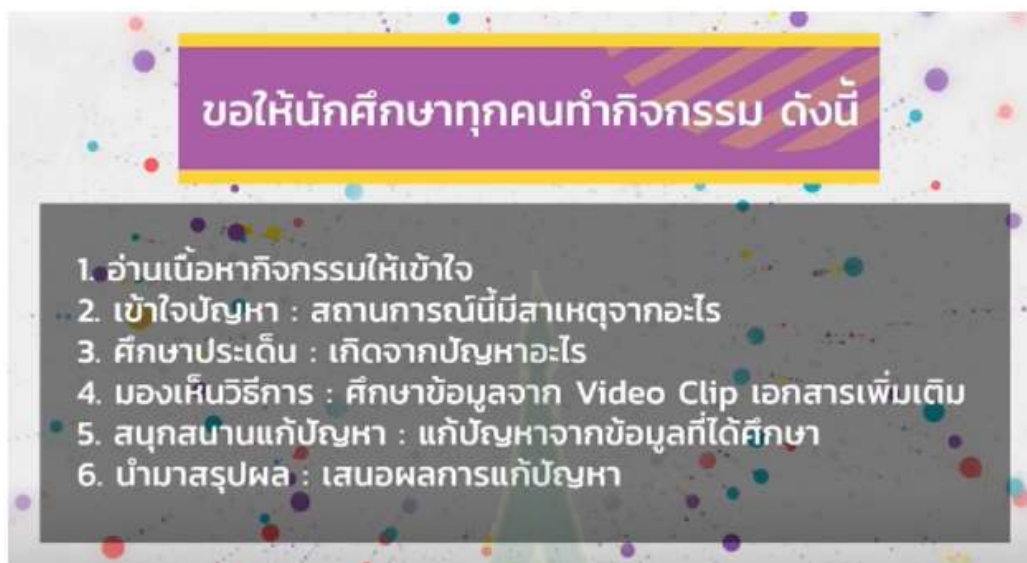 ขอให้นักศึกษาทุกคนทำกิจกรรม ดังนี้
1. อ่านเนื้อหากิจกรรมให้เข้าใจ
2. เข้าใจปัญหา : สถานการณ์นี้มีสาเหตุจากอะไร
3. ศึกษาประเด็น : เกิดจากปัญหาอะไร
4. มองเห็นวิธีการ : ศึกษาข้อมูลจาก Video Clip เอกสารเพิ่มเติม
5. สนุกสนานแก้ปัญหา : แก้ปัญหาจากข้อมูลที่ได้ศึกษา
6. นำมาสรุปผล : เสนอผลการแก้ปัญหา